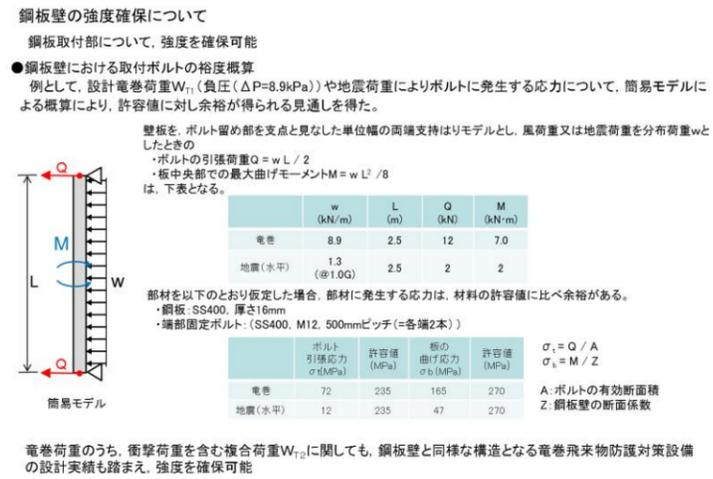 鋼板壁の強度確保について
鋼板取付部について，強度を確保可能
●鋼板壁における取付ボルトの裕度概算
例として，設計竜巻荷重WT1（負圧（ΔP=8.9kPa））や地震荷重によりボルトに発生する応力について，簡易モデルに
よる概算により，許容値に対し余裕が得られる見通しを得た。
壁板を，ボルト留め部を支点と見なした単位幅の両端支持はりモデルとし，風荷重又は地震荷重を分布荷重wと
したときの
・ボルトの引張荷重Q = w L / 2
・板中央部での最大曲げモーメントM = w L² /8
は，下表となる。
w L Q M
(kN/m) (m) (kN) (kN·m)
竜巻 8.9 2.5 12 7.0
地震（水平） 1.3 (@1.0G) 2.5 2 2
Q
M
L
w
Q
簡易モデル
部材を以下のとおり仮定した場合，部材に発生する応力は，材料の許容値に比べ余裕がある。
・鋼板：SS400，厚さ16mm
・端部固定ボルト：（SS400，M12，500mmピッチ（=各端2本））
ボルト 引張応力 σt(MPa) 許容値 (MPa) 板の 曲げ応力 σb(MPa) 許容値 (MPa)
竜巻 72 235 165 270
地震（水平） 12 235 47 270
σt = Q / A
σb = M / Z
A：ボルトの有効断面積
Z：鋼板壁の断面係数
竜巻荷重のうち，衝撃荷重を含む複合荷重WT2に関しても，鋼板壁と同様な構造となる竜巻飛来物防護対策設備
の設計実績も踏まえ，強度を確保可能